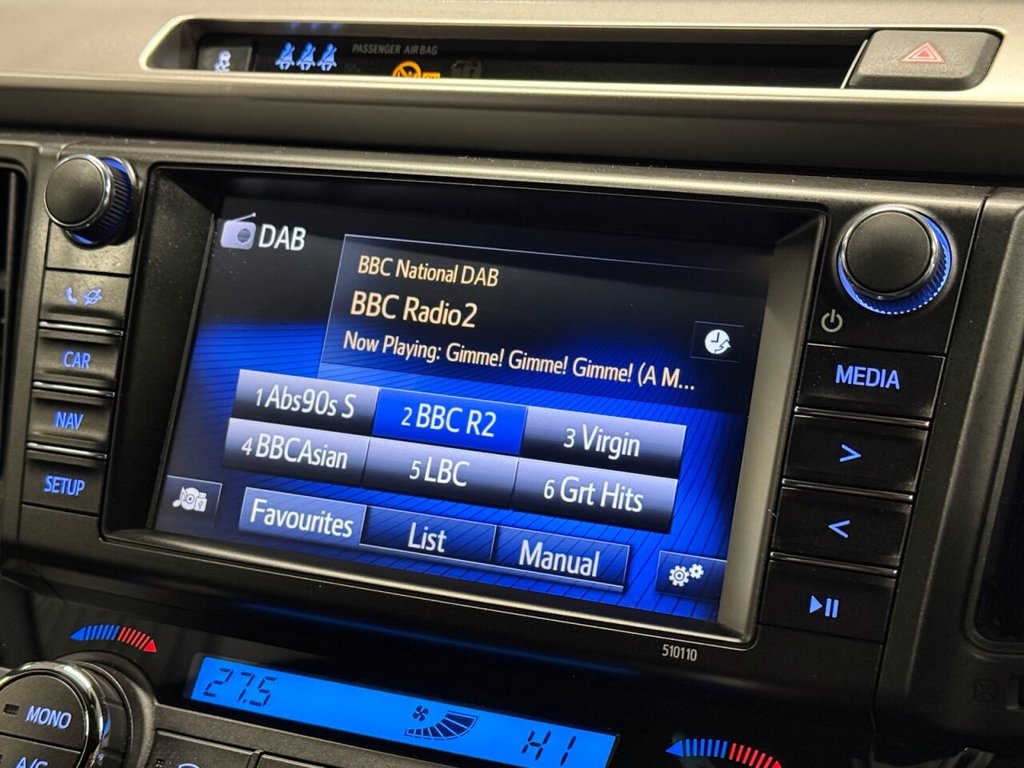 PASSENGER AIR BAG
DAB
BBC National DAB
BBC Radio2
Now Playing: Gimme! Gimme! Gimme! (A M...
1 Abs90s S
2 BBC R2
3 Virgin
4 BBCAsian
5 LBC
6 Grt Hits
Favourites
List
Manual
CAR
NAV
SETUP
MEDIA
>
<
510110
27.5
HI
MONO
A/C